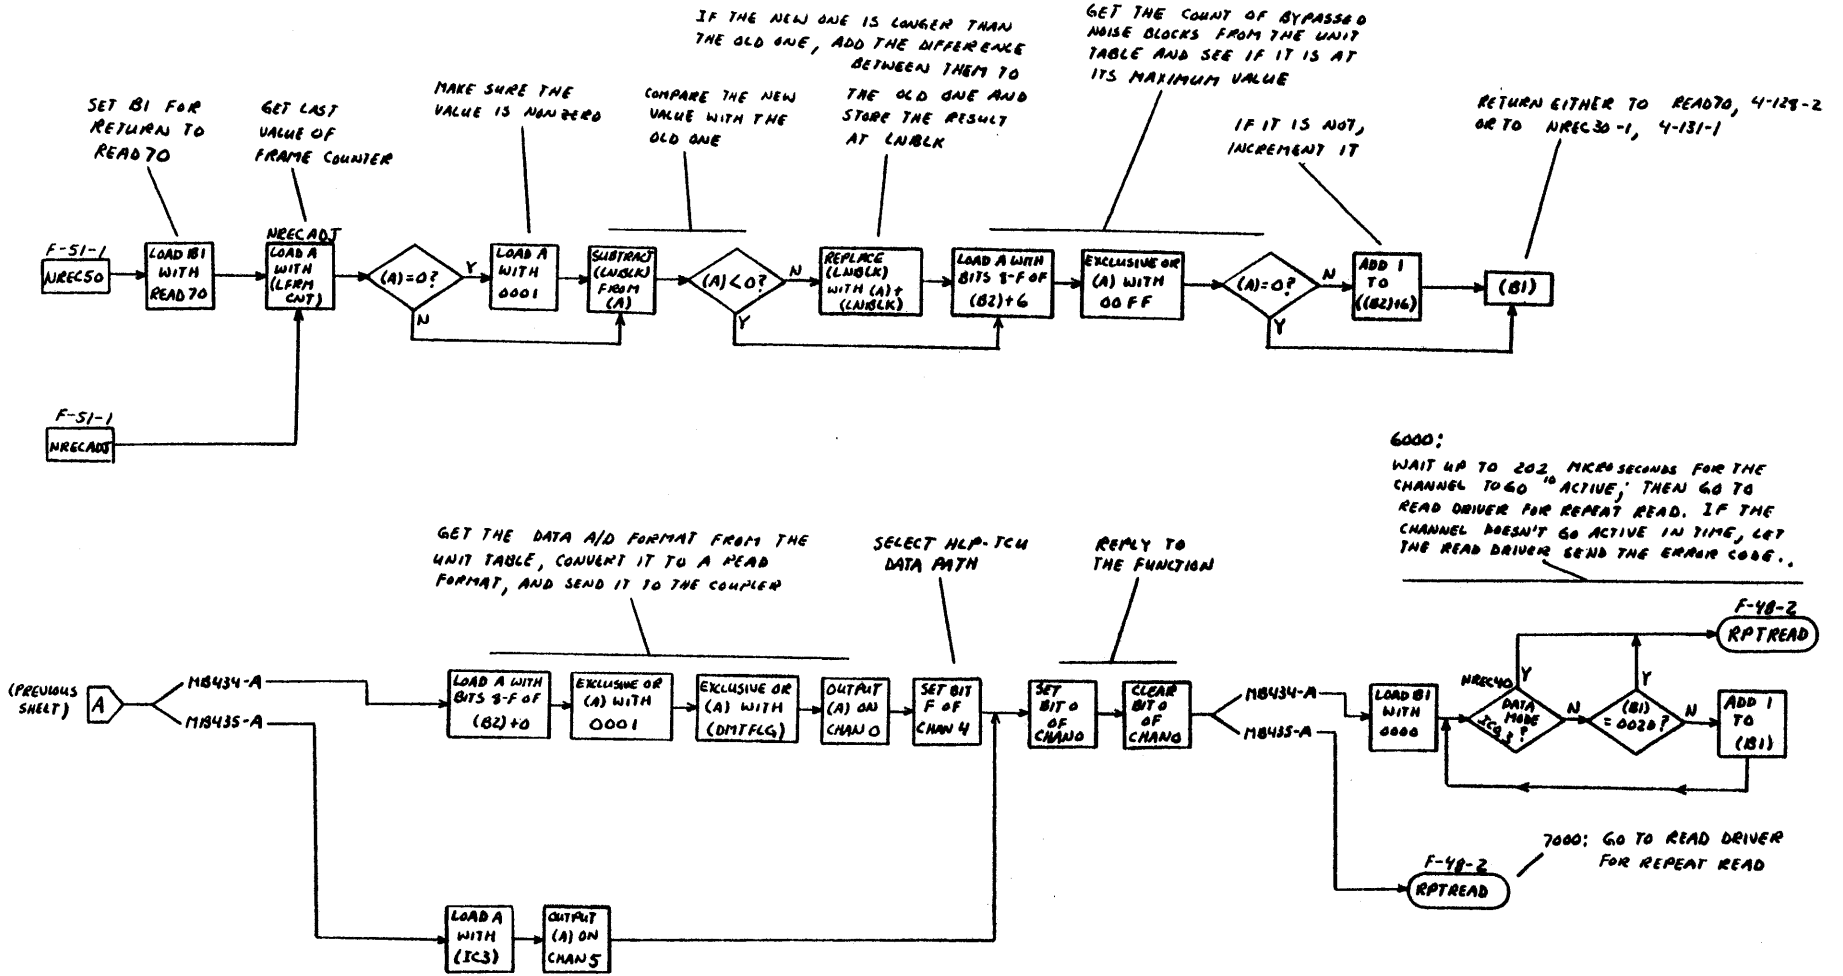 IF THE NEW ONE IS LONGER THAN
THE OLD ONE, ADD THE DIFFERENCE
BETWEEN THEM TO
THE OLD ONE AND
STORE THE RESULT
AT LNBLK
GET THE COUNT OF BYPASSED
NOISE BLOCKS FROM THE UNIT
TABLE AND SEE IF IT IS AT
ITS MAXIMUM VALUE
SET B1 FOR
RETURN TO
READ70
GET LAST
VALUE OF
FRAME COUNTER
MAKE SURE THE
VALUE IS NONZERO
COMPARE THE NEW
VALUE WITH THE
OLD ONE
IF IT IS NOT,
INCREMENT IT
RETURN EITHER TO READ70, 4-128-2
OR TO NREC30-1, 4-131-1
F-51-1
NREC50
LOAD B1
WITH
READ70
NRECADJ
LOAD A
WITH
(LFRM
CNT)
(A)=0?
Y
N
LOAD A
WITH
0001
SUBTRACT
(LNBLK)
FROM
(A)
(A)<0?
N
Y
REPLACE
(LNBLK)
WITH (A)+
(LNBLK)
LOAD A WITH
BITS 8-F OF
(B2)+6
EXCLUSIVE OR
(A) WITH
00FF
(A)=0?
N
Y
ADD 1
TO
((B2)+6)
(B1)
F-51-1
NRECADJ
6000:
WAIT UP TO 202₁₀ MICROSECONDS FOR THE
CHANNEL TO GO ACTIVE; THEN GO TO
READ DRIVER FOR REPEAT READ. IF THE
CHANNEL DOESN'T GO ACTIVE IN TIME, LET
THE READ DRIVER SEND THE ERROR CODE..
GET THE DATA A/D FORMAT FROM THE
UNIT TABLE, CONVERT IT TO A READ
FORMAT, AND SEND IT TO THE COUPLER
SELECT HLP-TCU
DATA PATH
REPLY TO
THE FUNCTION
(PREVIOUS
SHEET)
A
MB434-A
MB435-A
LOAD A WITH
BITS 8-F OF
(B2)+0
EXCLUSIVE OR
(A) WITH
0001
EXCLUSIVE OR
(A) WITH
(DMTFLG)
OUTPUT
(A) ON
CHAN 0
SET BIT
F OF
CHAN 4
SET
BIT 0
OF
CHAN0
CLEAR
BIT 0
OF
CHAN0
MB434-A
MB435-A
LOAD B1
WITH
0000
NREC40
DATA
MODE
IC93?
Y
N
(B1)
=0020?
Y
N
ADD 1
TO
(B1)
F-48-2
RPTREAD
7000: GO TO READ DRIVER
FOR REPEAT READ
F-48-2
RPTREAD
LOAD A
WITH
(IC3)
OUTPUT
(A) ON
CHAN 5